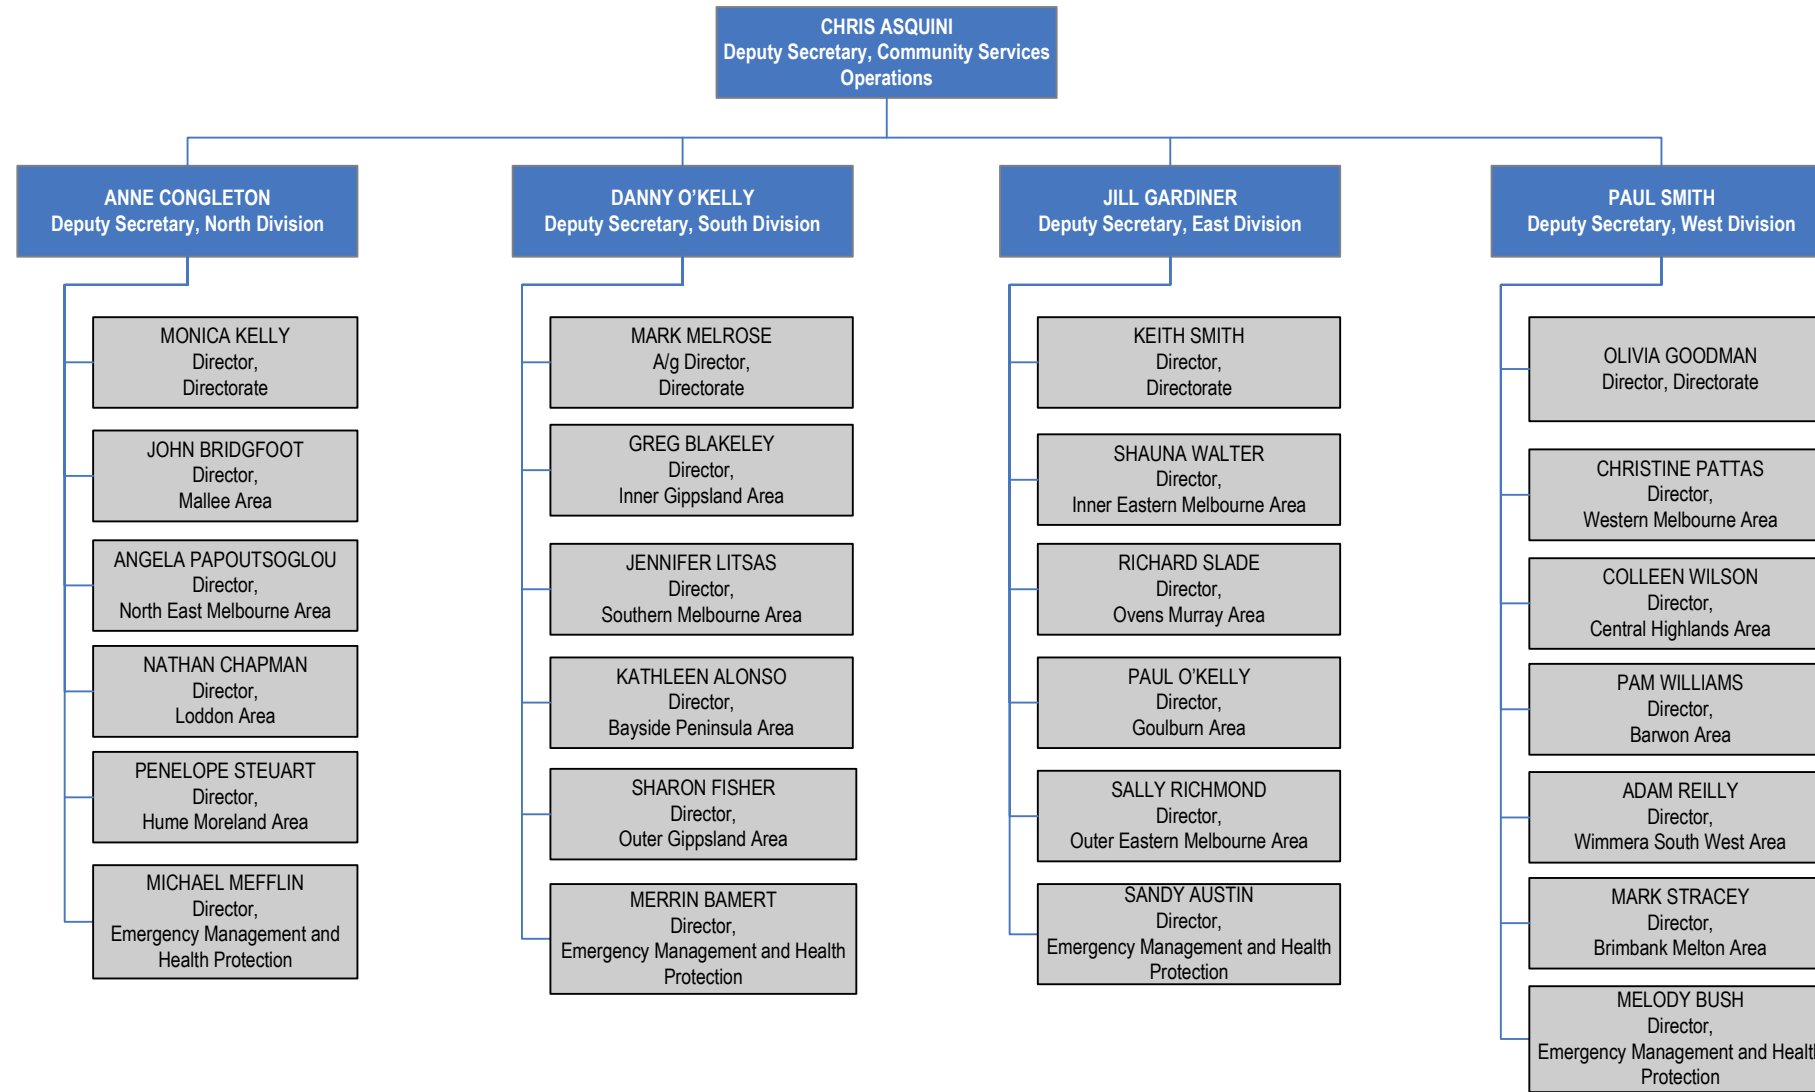 CHRIS ASQUINI
Deputy Secretary, Community Services
Operations
ANNE CONGLETON
Deputy Secretary, North Division
MONICA KELLY
Director,
Directorate
JOHN BRIDGFOOT
Director,
Mallee Area
ANGELA PAPOUTSOGLOU
Director,
North East Melbourne Area
NATHAN CHAPMAN
Director,
Loddon Area
PENELOPE STEUART
Director,
Hume Moreland Area
MICHAEL MEFFLIN
Director,
Emergency Management and
Health Protection
DANNY O’KELLY
Deputy Secretary, South Division
MARK MELROSE
A/g Director,
Directorate
GREG BLAKELEY
Director,
Inner Gippsland Area
JENNIFER LITSAS
Director,
Southern Melbourne Area
KATHLEEN ALONSO
Director,
Bayside Peninsula Area
SHARON FISHER
Director,
Outer Gippsland Area
MERRIN BAMERT
Director,
Emergency Management and Health
Protection
JILL GARDINER
Deputy Secretary, East Division
KEITH SMITH
Director,
Directorate
SHAUNA WALTER
Director,
Inner Eastern Melbourne Area
RICHARD SLADE
Director,
Ovens Murray Area
PAUL O’KELLY
Director,
Goulburn Area
SALLY RICHMOND
Director,
Outer Eastern Melbourne Area
SANDY AUSTIN
Director,
Emergency Management and Health
Protection
PAUL SMITH
Deputy Secretary, West Division
OLIVIA GOODMAN
Director, Directorate
CHRISTINE PATTAS
Director,
Western Melbourne Area
COLLEEN WILSON
Director,
Central Highlands Area
PAM WILLIAMS
Director,
Barwon Area
ADAM REILLY
Director,
Wimmera South West Area
MARK STRACEY
Director,
Brimbank Melton Area
MELODY BUSH
Director,
Emergency Management and Health
Protection